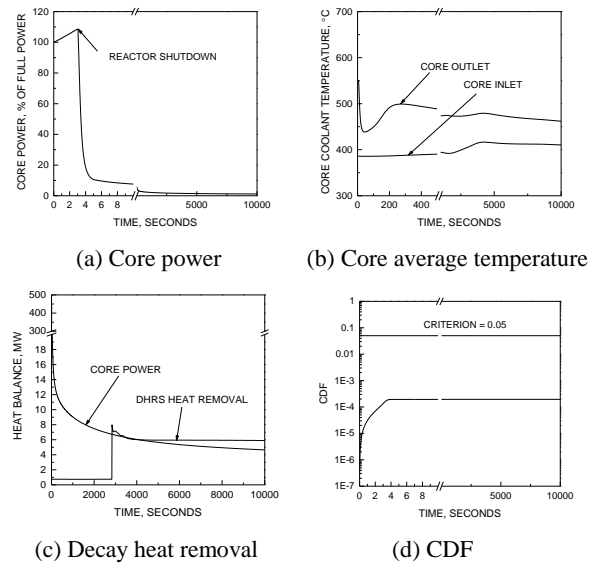 120
100
80
60
40
20
0
CORE POWER, % OF FULL POWER
REACTOR SHUTDOWN
0 2 4 6 8 5000 10000
TIME, SECONDS
(a) Core power
700
600
500
400
300
CORE COOLANT TEMPERATURE, °C
CORE OUTLET
CORE INLET
0 200 400 5000 10000
TIME, SECONDS
(b) Core average temperature
500
400
300
18
16
14
12
10
8
6
4
2
0
HEAT BALANCE, MW
CORE POWER
DHRS HEAT REMOVAL
0 2000 4000 6000 8000 10000
TIME, SECONDS
(c) Decay heat removal
1
0.1
0.01
1E-3
1E-4
1E-5
1E-6
1E-7
CDF
CRITERION = 0.05
0 2 4 6 8 5000 10000
TIME, SECONDS
(d) CDF